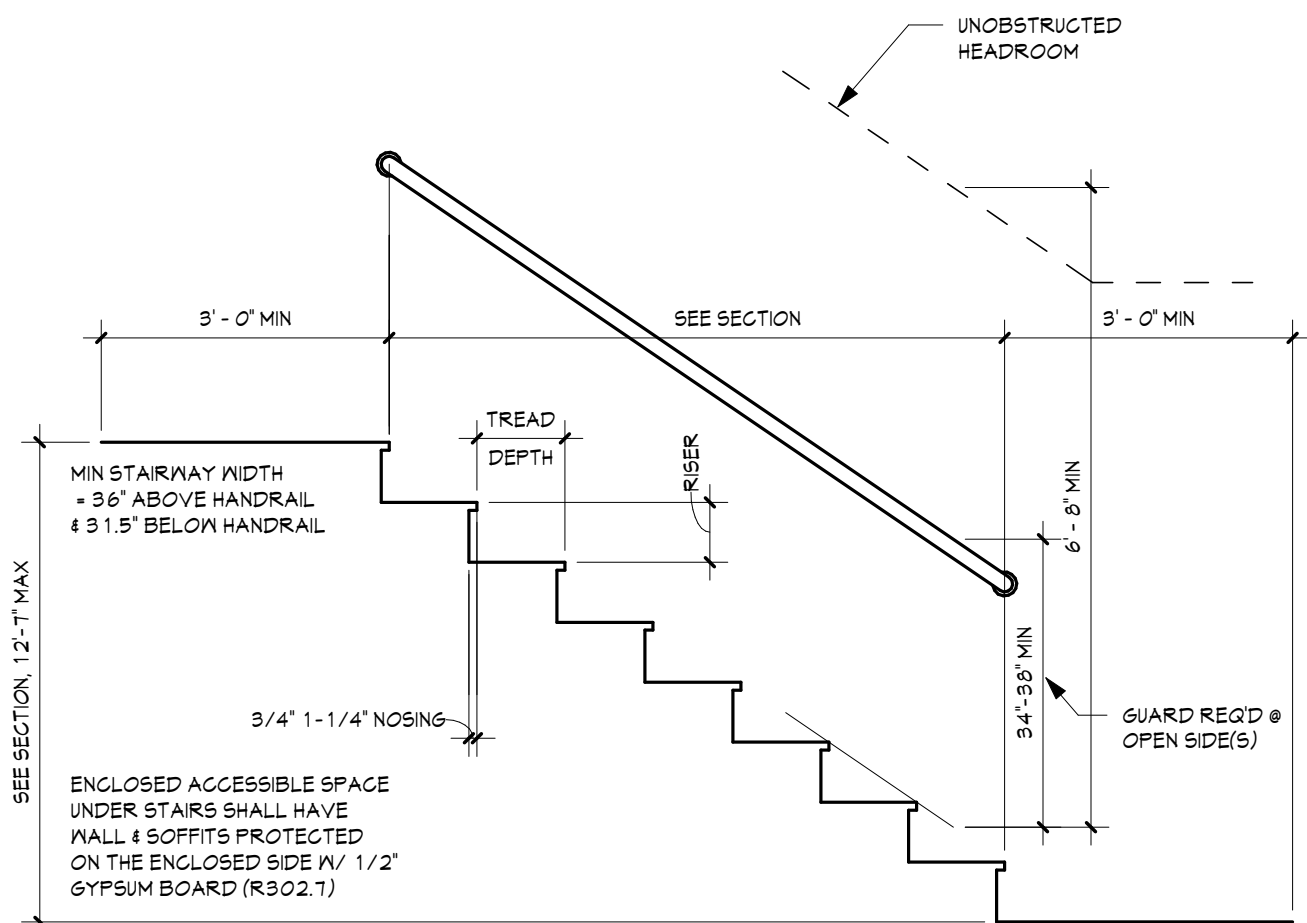 UNOBSTRUCTED
HEADROOM
3' - 0" MIN
SEE SECTION
3' - 0" MIN
TREAD
DEPTH
RISER
MIN STAIRWAY WIDTH
= 36" ABOVE HANDRAIL
& 31.5" BELOW HANDRAIL
6' - 8" MIN
SEE SECTION, 12'-7" MAX
34"-38" MIN
3/4" 1-1/4" NOSING
GUARD REQ'D @
OPEN SIDE(S)
ENCLOSED ACCESSIBLE SPACE
UNDER STAIRS SHALL HAVE
WALL & SOFFITS PROTECTED
ON THE ENCLOSED SIDE W/ 1/2"
GYPSUM BOARD (R302.7)